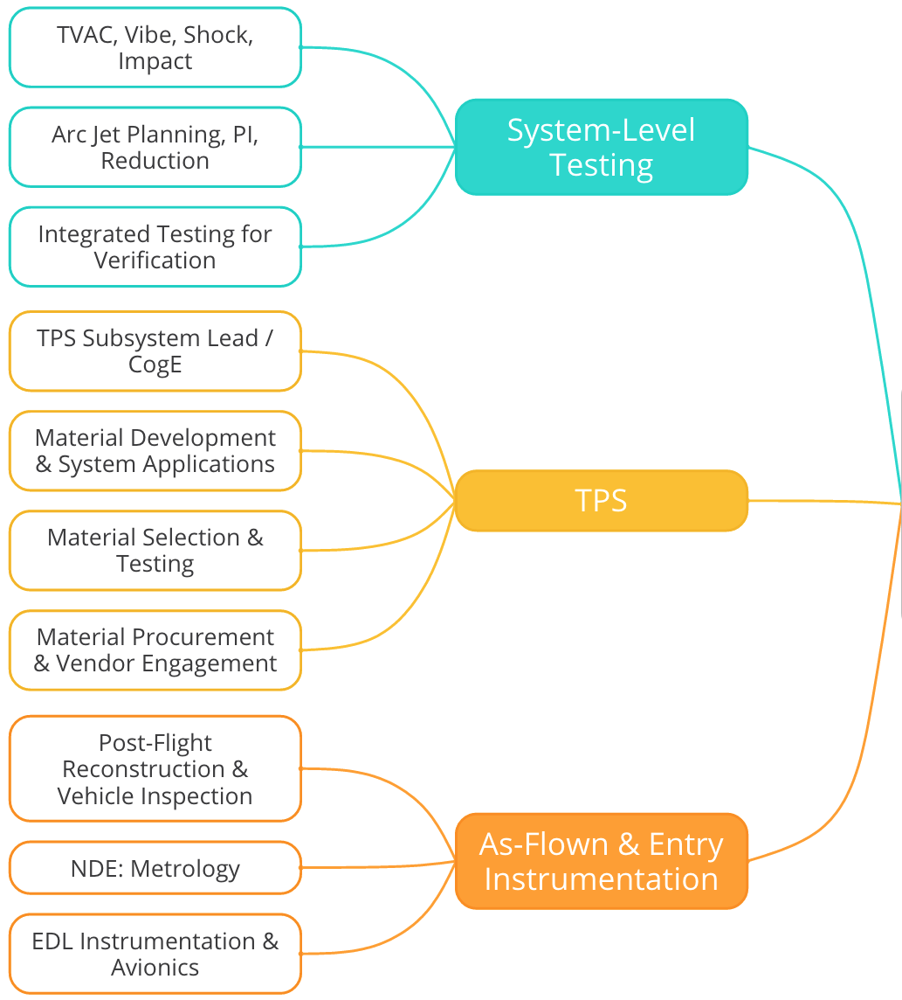 TVAC, Vibe, Shock,
Impact
Arc Jet Planning, PI,
Reduction
Integrated Testing for
Verification
System-Level
Testing
TPS Subsystem Lead /
CogE
Material Development
& System Applications
Material Selection &
Testing
Material Procurement
& Vendor Engagement
TPS
Post-Flight
Reconstruction &
Vehicle Inspection
NDE: Metrology
EDL Instrumentation &
Avionics
As-Flown & Entry
Instrumentation